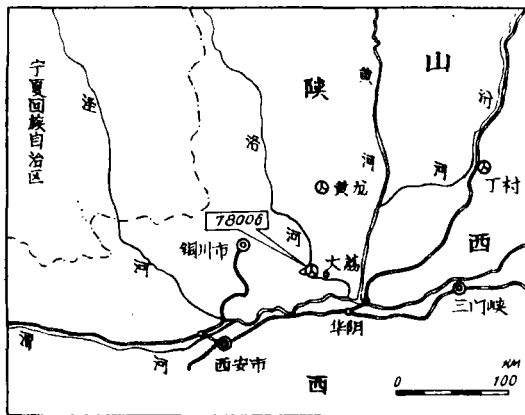 宁夏回族自治区
泾
河
洛
河
陕
西
黄
河
山
西
汾
河
丁村
黄龙
78006
铜川市
大荔
华阴
三门峡
渭
河
西安市
KM
0 100